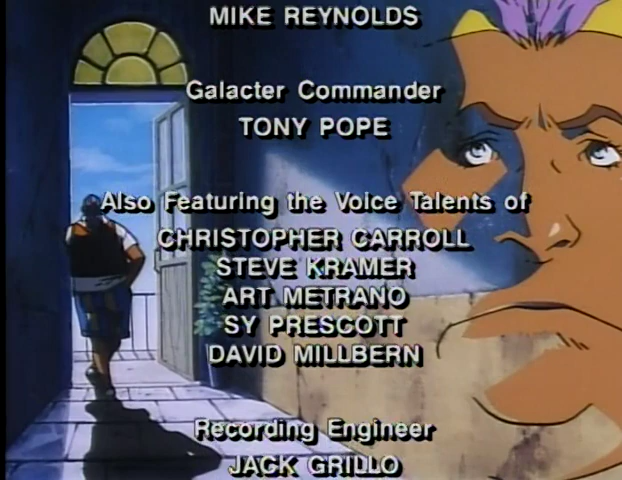 MIKE REYNOLDS
Galacter Commander
TONY POPE
Also Featuring the Voice Talents of
CHRISTOPHER CARROLL
STEVE KRAMER
ART METRANO
SY PRESCOTT
DAVID MILLBERN
Recording Engineer
JACK GRILLO